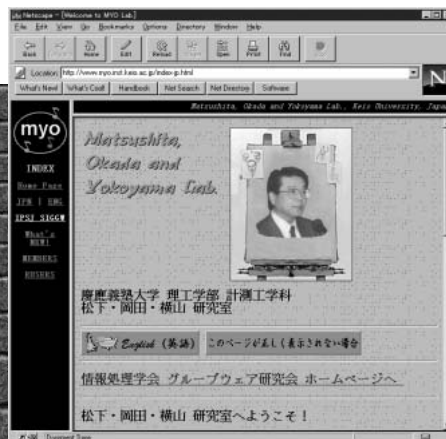 Netscape - [Welcome to MYO Lab.]
File Edit View Go Bookmarks Options Directory Window Help
Back Home Edit Reload Open Print Find
Location: http://www.myo.inst.keio.ac.jp/index-jp.html
What's New! What's Cool! Handbook Net Search Net Directory Software
Matsushita, Okada and Yokoyama Lab., Keio University, Japan
myo
Matsushita,
Okada and
Yokoyama Lab.
INDEX
Home Page
JPN | ENG
IPSJ SIGGW
What's
NEW!
MEMBERS
慶應義塾大学 理工学部 計測工学科
松下・岡田・横山 研究室
English (英語) このページが正しく表示されない場合
情報処理学会 グループウェア研究会 ホームページへ
松下・岡田・横山 研究室へようこそ!
Document: Done